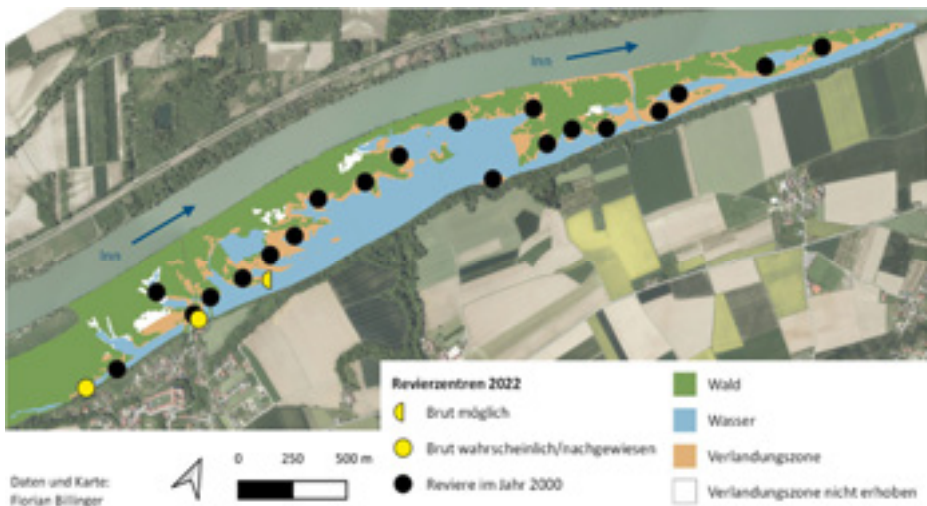 Inn
Inn
Revierzentren 2022
Brut möglich
Brut wahrscheinlich/nachgewiesen
Reviere im Jahr 2000
Wald
Wasser
Verlandungszone
Verlandungszone nicht erhoben
0 250 500 m
Daten und Karte:
Florian Billinger